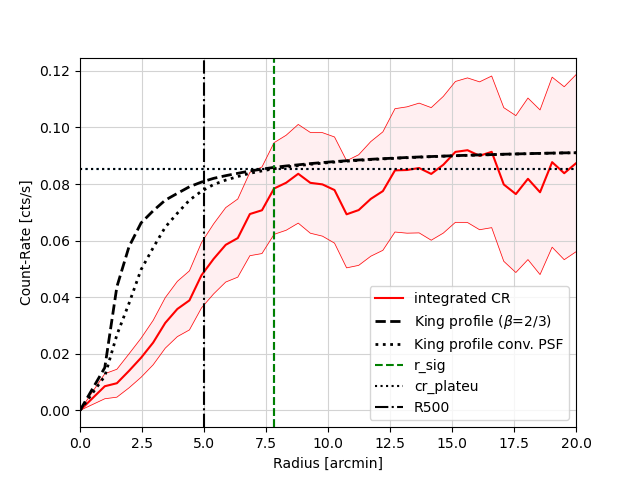 0.12
0.10
0.08
0.06
0.04
0.02
0.00
Count-Rate [cts/s]
integrated CR
King profile (β=2/3)
King profile conv. PSF
r_sig
cr_plateu
R500
0.0 2.5 5.0 7.5 10.0 12.5 15.0 17.5 20.0
Radius [arcmin]